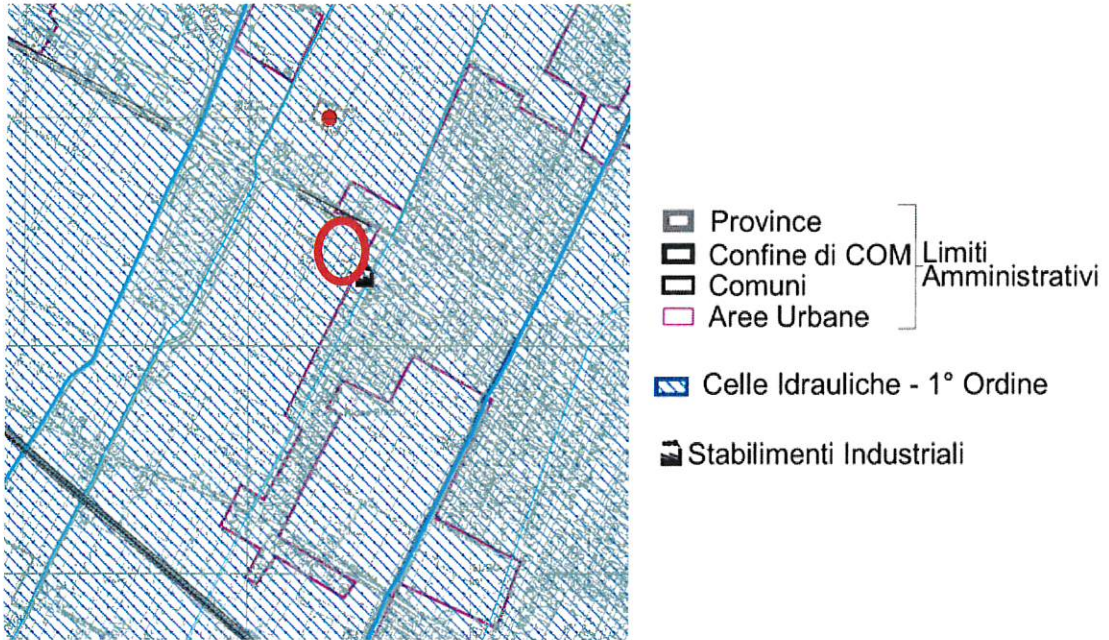 Province
Confine di COM
Comuni
Aree Urbane
Limiti
Amministrativi
Celle Idrauliche - 1° Ordine
Stabilimenti Industriali